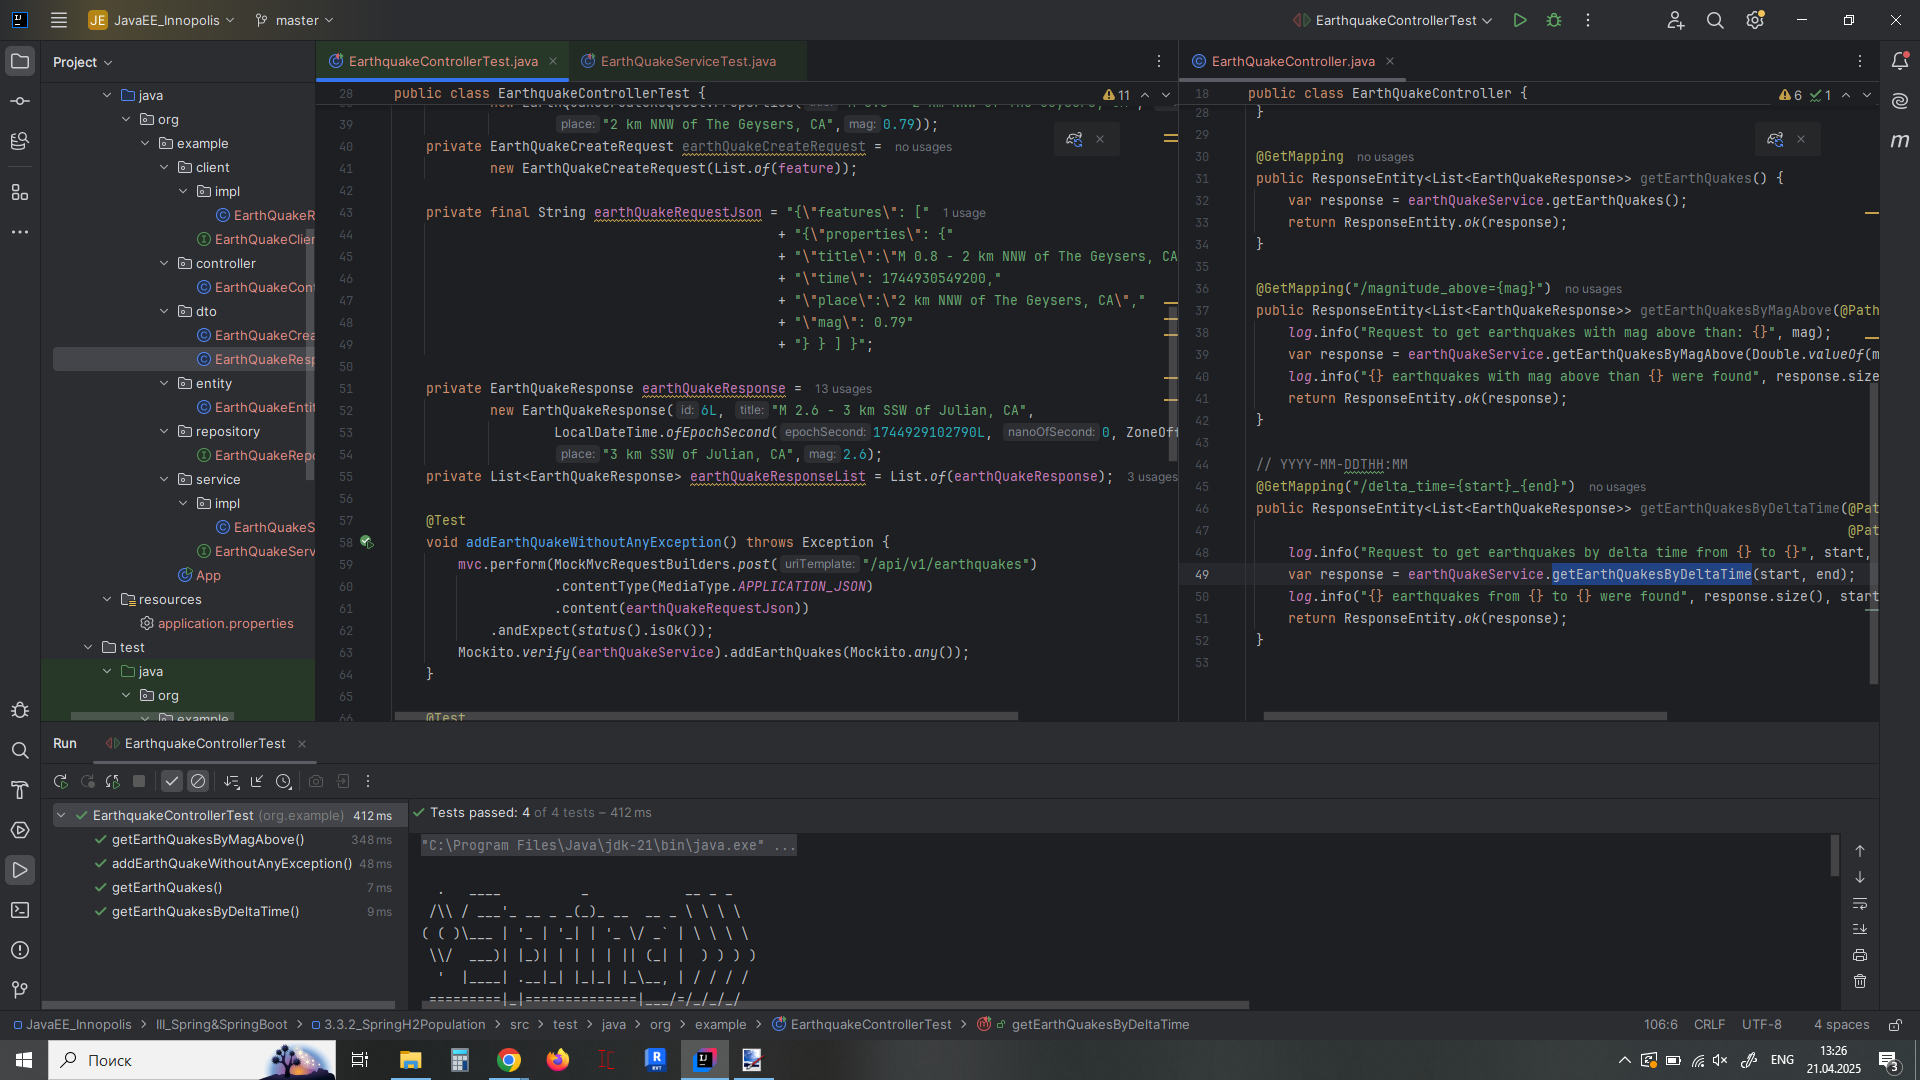 JE JavaEE_Innopolis master EarthquakeControllerTest
Project
java
org
example
client
impl
EarthQuakeR
EarthQuakeClie
controller
EarthQuakeCon
dto
EarthQuakeCrea
EarthQuakeResp
entity
EarthQuakeEntit
repository
EarthQuakeRepo
service
impl
EarthQuakeS
EarthQuakeServ
App
resources
application.properties
test
java
org
example
EarthquakeControllerTest.java
EarthQuakeServiceTest.java
28 public class EarthquakeControllerTest { 11
39 place: "2 km NNW of The Geysers, CA", mag: 0.79));
40 private EarthQuakeCreateRequest earthQuakeCreateRequest = no usages
41 new EarthQuakeCreateRequest(List.of(feature));
42
43 private final String earthQuakeRequestJson = "{\"features\": [" 1 usage
44 + "{\"properties\": {"
45 + "\"title\":\"M 0.8 - 2 km NNW of The Geysers, CA
46 + "\"time\": 1744930549200,"
47 + "\"place\":\"2 km NNW of The Geysers, CA\","
48 + "\"mag\": 0.79"
49 + "} } ] }";
50
51 private EarthQuakeResponse earthQuakeResponse = 13 usages
52 new EarthQuakeResponse( id: 6L, title: "M 2.6 - 3 km SSW of Julian, CA",
53 LocalDateTime.ofEpochSecond( epochSecond: 1744929102790L, nanoOfSecond: 0, ZoneOff
54 place: "3 km SSW of Julian, CA", mag: 2.6);
55 private List<EarthQuakeResponse> earthQuakeResponseList = List.of(earthQuakeResponse); 3 usages
56
57 @Test
58 void addEarthQuakeWithoutAnyException() throws Exception {
59 mvc.perform(MockMvcRequestBuilders.post( uriTemplate: "/api/v1/earthquakes")
60 .contentType(MediaType.APPLICATION_JSON)
61 .content(earthQuakeRequestJson))
62 .andExpect(status().isOk());
63 Mockito.verify(earthQuakeService).addEarthQuakes(Mockito.any());
64 }
65
66 @Test
EarthQuakeController.java
18 public class EarthQuakeController { 6 1
28 }
29
30 @GetMapping no usages
31 public ResponseEntity<List<EarthQuakeResponse>> getEarthQuakes() {
32 var response = earthQuakeService.getEarthQuakes();
33 return ResponseEntity.ok(response);
34 }
35
36 @GetMapping("/magnitude_above={mag}") no usages
37 public ResponseEntity<List<EarthQuakeResponse>> getEarthQuakesByMagAbove(@Path
38 log.info("Request to get earthquakes with mag above than: {}", mag);
39 var response = earthQuakeService.getEarthQuakesByMagAbove(Double.valueOf(m
40 log.info("{} earthquakes with mag above than {} were found", response.size
41 return ResponseEntity.ok(response);
42 }
43
44 // YYYY-MM-DDTHH:MM
45 @GetMapping("/delta_time={start}_{end}") no usages
46 public ResponseEntity<List<EarthQuakeResponse>> getEarthQuakesByDeltaTime(@Pat
47 @Pat
48 log.info("Request to get earthquakes by delta time from {} to {}", start,
49 var response = earthQuakeService.getEarthQuakesByDeltaTime(start, end);
50 log.info("{} earthquakes from {} to {} were found", response.size(), start
51 return ResponseEntity.ok(response);
52 }
53
Run EarthquakeControllerTest
EarthquakeControllerTest (org.example) 412 ms
getEarthQuakesByMagAbove() 348 ms
addEarthQuakeWithoutAnyException() 48 ms
getEarthQuakes() 7 ms
getEarthQuakesByDeltaTime() 9 ms
Tests passed: 4 of 4 tests – 412 ms
"C:\Program Files\Java\jdk-21\bin\java.exe" ...
JavaEE_Innopolis > III_Spring&SpringBoot > 3.3.2_SpringH2Population > src > test > java > org > example > EarthquakeControllerTest > getEarthQuakesByDeltaTime 106:6 CRLF UTF-8 4 spaces
Поиск
ENG
13:26
21.04.2025
3